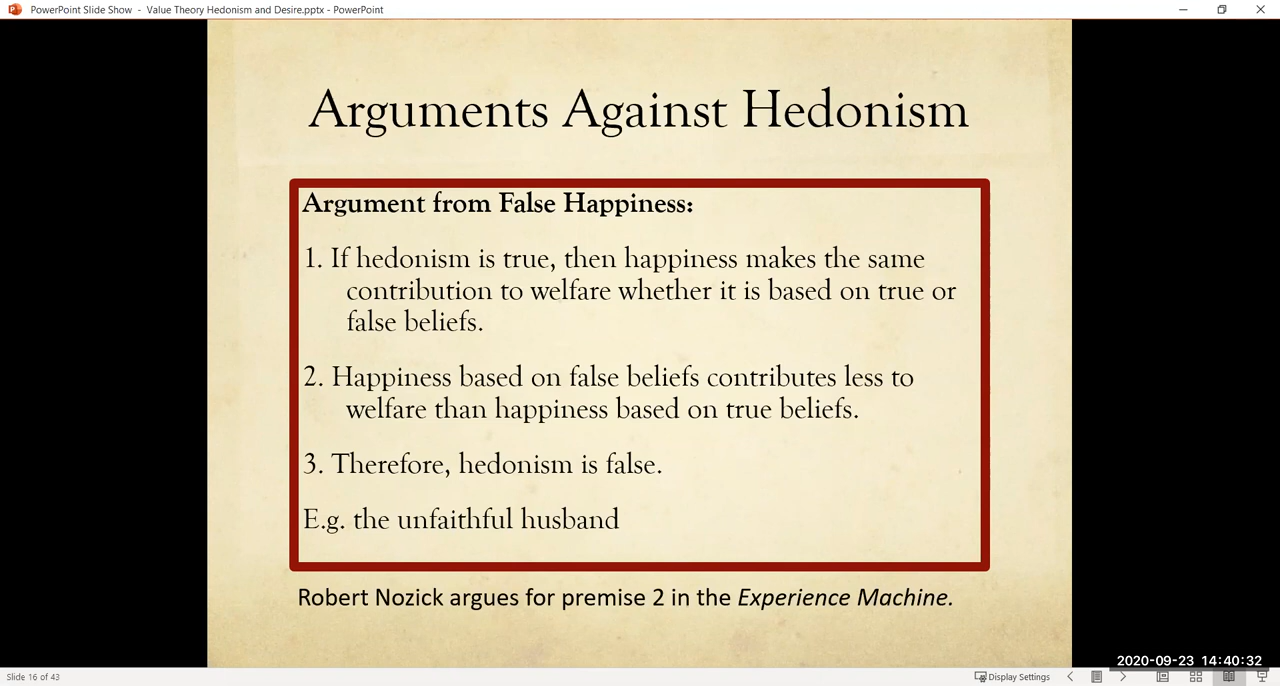 PowerPoint Slide Show - Value Theory Hedonism and Desire.pptx - PowerPoint
Arguments Against Hedonism
Argument from False Happiness:
1. If hedonism is true, then happiness makes the same
contribution to welfare whether it is based on true or
false beliefs.
2. Happiness based on false beliefs contributes less to
welfare than happiness based on true beliefs.
3. Therefore, hedonism is false.
E.g. the unfaithful husband
Robert Nozick argues for premise 2 in the Experience Machine.
2020-09-23 14:40:32
Slide 16 of 43
Display Settings